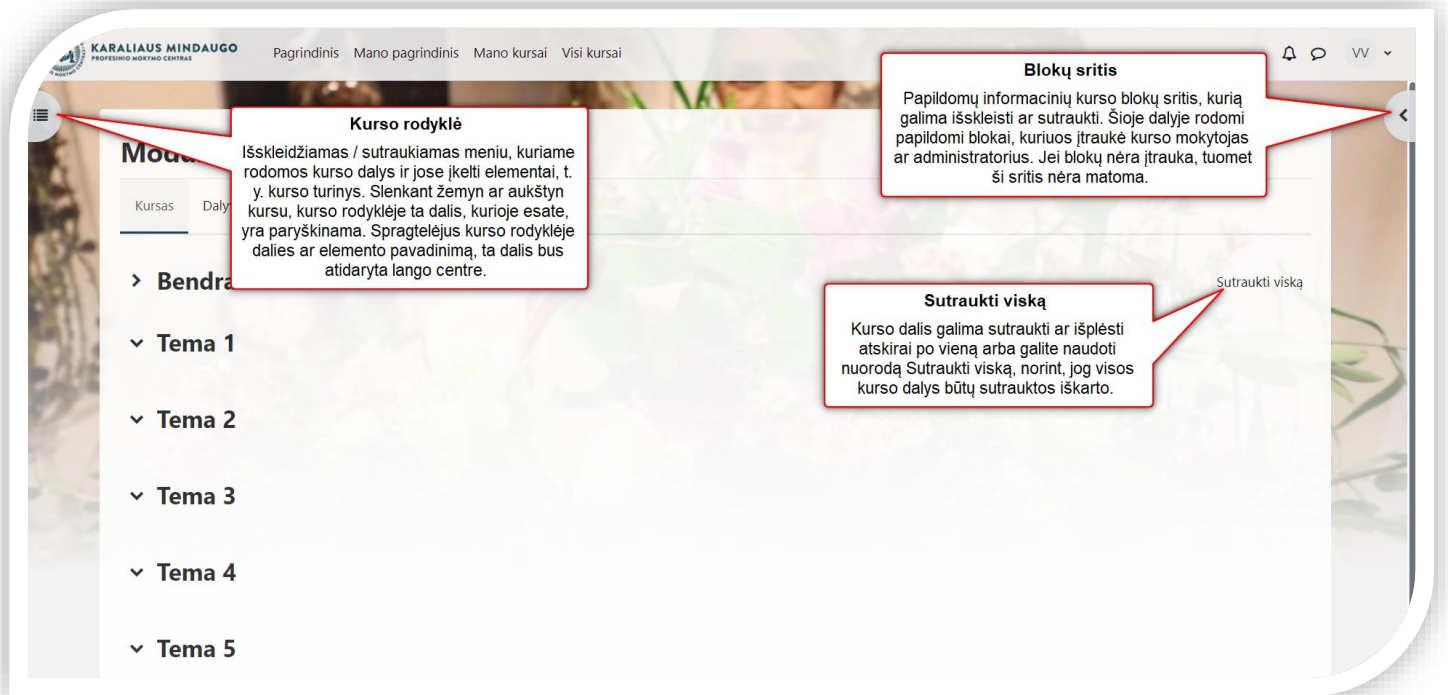 KARALIAUS MINDAUGO
PROFESINIO MOKYMO CENTRAS
Pagrindinis Mano pagrindinis Mano kursai Visi kursai
VV
Blokų sritis
Papildomų informacinių kurso blokų sritis, kurią
galima išskleisti ar sutraukti. Šioje dalyje rodomi
papildomi blokai, kuriuos įtraukė kurso mokytojas
ar administratorius. Jei blokų nėra įtrauka, tuomet
ši sritis nėra matoma.
Kurso rodyklė
Išskleidžiamas / sutraukiamas meniu, kuriame
rodomos kurso dalys ir jose įkelti elementai, t.
y. kurso turinys. Slenkant žemyn ar aukštyn
kursu, kurso rodyklėje ta dalis, kurioje esate,
yra paryškinama. Spragtelėjus kurso rodyklėje
dalies ar elemento pavadinimą, ta dalis bus
atidaryta lango centre.
Kursas Daly
Bendra
Sutraukti viską
Sutraukti viską
Kurso dalis galima sutraukti ar išplėsti
atskirai po vieną arba galite naudoti
nuorodą Sutraukti viską, norint, jog visos
kurso dalys būtų sutrauktos iškarto.
Tema 1
Tema 2
Tema 3
Tema 4
Tema 5